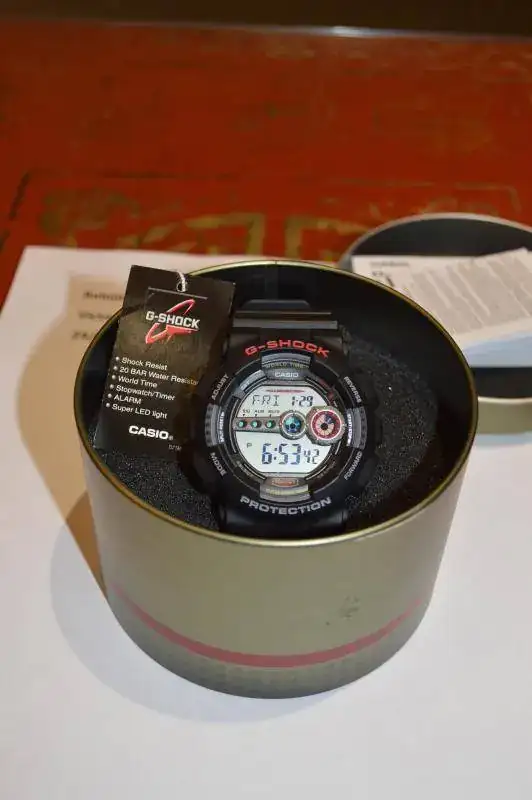 G-SHOCK
• Shock Resist
• 20 BAR Water Resista
• World Time
• Stopwatch/Timer
• ALARM
• Super LED light
CASIO®
G-SHOCK
WORLD TIME
CASIO
ADJUST
REVERSE
FRI 1-29
P 6:53 42
MODE
FORWARD
PROTECTION